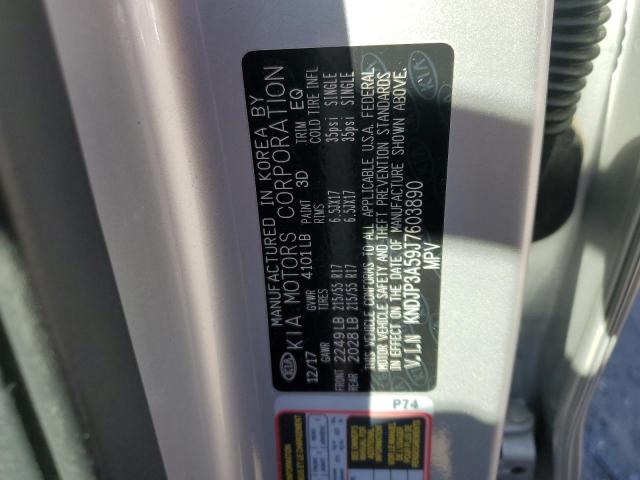 MANUFACTURED IN KOREA BY
KIA KIA MOTORS CORPORATION
12/17 GVWR 4101LB PAINT 3D TRIM EQ
GAWR TIRES RIMS COLD TIRE INFL
FRONT 2249LB 215/55 R17 6.5JX17 35psi SINGLE
REAR 2028LB 215/55 R17 6.5JX17 35psi SINGLE
THIS VEHICLE CONFORMS TO ALL APPLICABLE U.S.A. FEDERAL
MOTOR VEHICLE SAFETY AND THEFT PREVENTION STANDARDS
IN EFFECT ON THE DATE OF MANUFACTURE SHOWN ABOVE.
V.I.N KNDJP3A59J7603890
MPV
KIA
KIA
P74